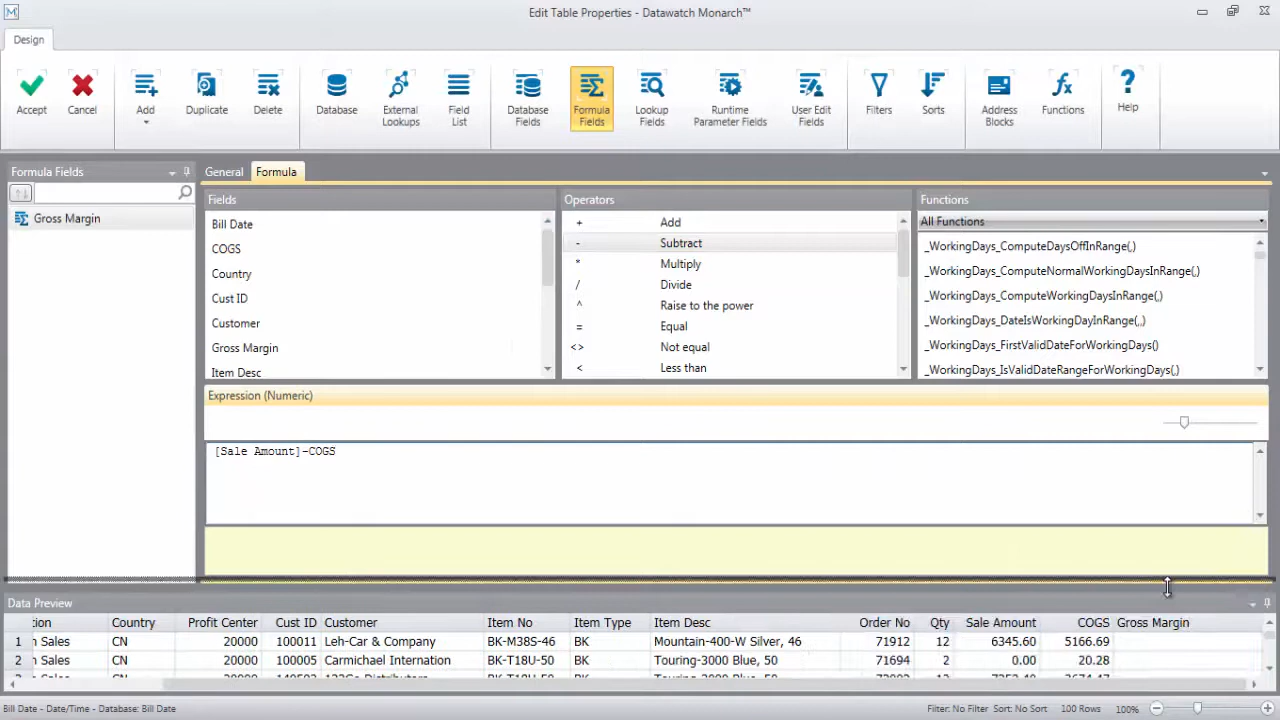 Edit Table Properties - Datawatch Monarch™
Design
Accept
Cancel
Add
Duplicate
Delete
Database
External Lookups
Field List
Database Fields
Formula Fields
Lookup Fields
Runtime Parameter Fields
User Edit Fields
Filters
Sorts
Address Blocks
Functions
Help
Formula Fields
Gross Margin
General
Formula
Fields
Bill Date
COGS
Country
Cust ID
Customer
Gross Margin
Item Desc
Operators
+ Add
- Subtract
* Multiply
/ Divide
^ Raise to the power
= Equal
<> Not equal
< Less than
Functions
All Functions
_WorkingDays_ComputeDaysOffInRange(,)
_WorkingDays_ComputeNormalWorkingDaysInRange(,)
_WorkingDays_ComputeWorkingDaysInRange(,)
_WorkingDays_DateIsWorkingDayInRange(,,)
_WorkingDays_FirstValidDateForWorkingDays()
_WorkingDays_IsValidDateRangeForWorkingDays(,)
Expression (Numeric)
[Sale Amount]-COGS
Data Preview
tion Country Profit Center Cust ID Customer Item No Item Type Item Desc Order No Qty Sale Amount COGS Gross Margin
1 n Sales CN 20000 100011 Leh-Car & Company BK-M38S-46 BK Mountain-400-W Silver, 46 71912 12 6345.60 5166.69
2 n Sales CN 20000 100005 Carmichael Internation BK-T18U-50 BK Touring-3000 Blue, 50 71694 2 0.00 20.28
Bill Date - Date/Time - Database: Bill Date
Filter: No Filter Sort: No Sort 100 Rows 100%